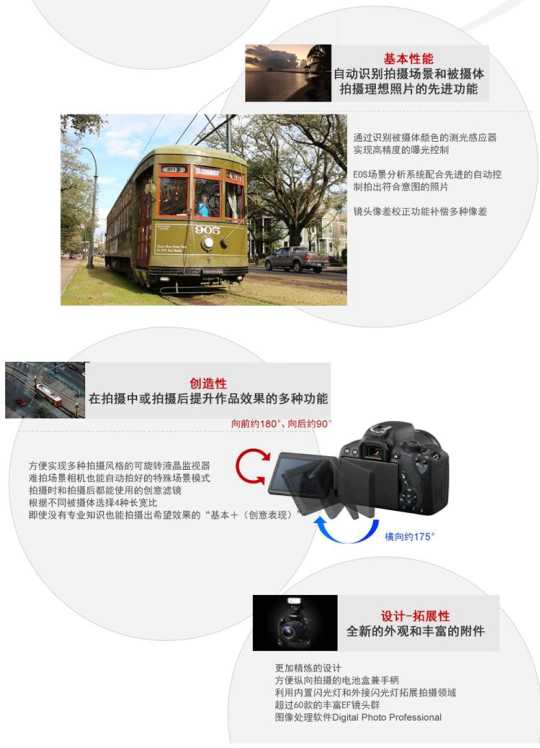 基本性能
自动识别拍摄场景和被摄体
拍摄理想照片的先进功能
通过识别被摄体颜色的测光感应器
实现高精度的曝光控制
EOS场景分析系统配合先进的自动控
制拍出符合意图的照片
镜头像差校正功能补偿多种像差
905
创造性
在拍摄中或拍摄后提升作品效果的多种功能
向前约180°、向后约90°
方便实现多种拍摄风格的可旋转液晶监视器
难拍场景相机也能自动拍好的特殊场景模式
拍摄时和拍摄后都能使用的创意滤镜
根据不同被摄体选择4种长宽比
即使没有专业知识也能拍摄出希望效果的“基本＋（创意表现）”
横向约175°
设计-拓展性
全新的外观和丰富的附件
更加精炼的设计
方便纵向拍摄的电池盒兼手柄
利用内置闪光灯和外接闪光灯拓展拍摄领域
超过60款的丰富EF镜头群
图像处理软件Digital Photo Professional